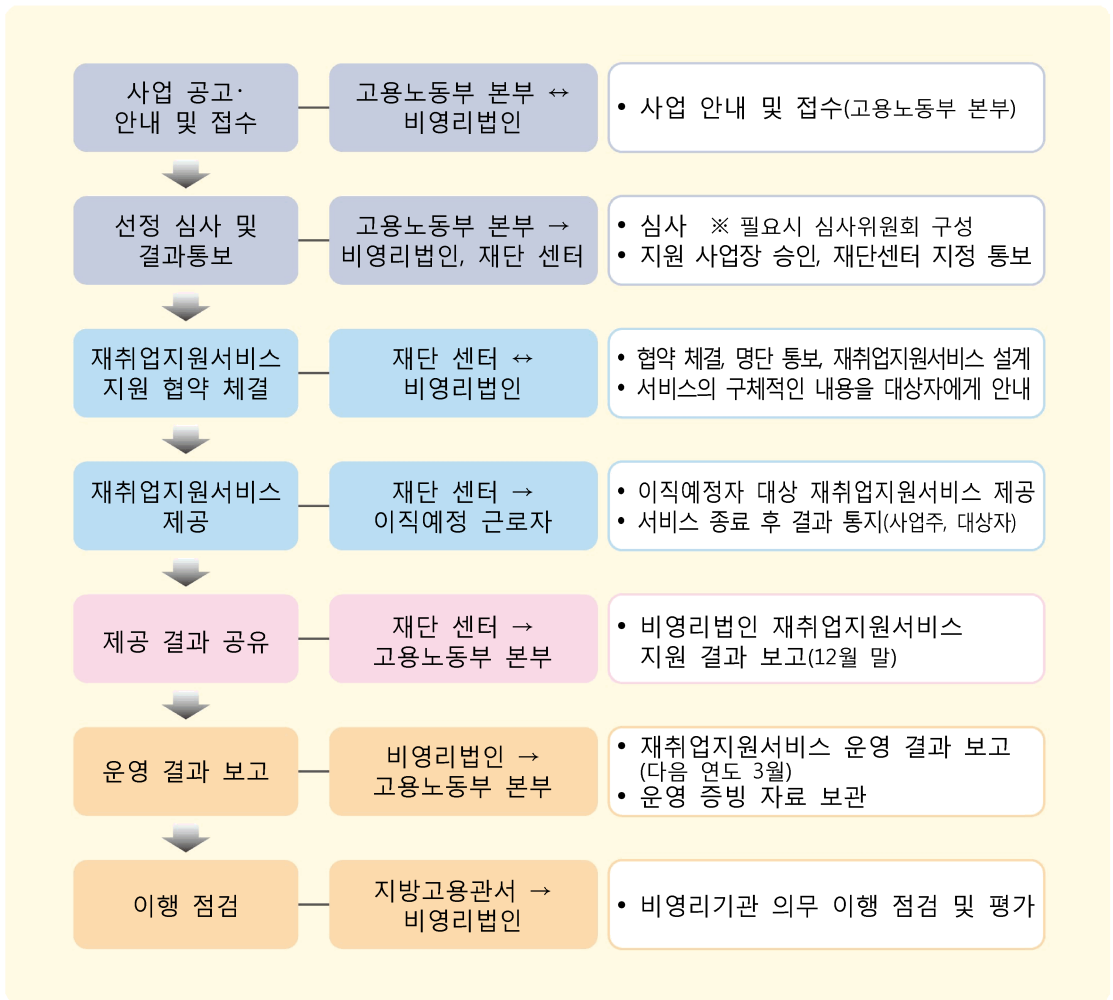 사업 공고·
안내 및 접수
고용노동부 본부 ↔
비영리법인
• 사업 안내 및 접수(고용노동부 본부)
선정 심사 및
결과통보
고용노동부 본부 →
비영리법인, 재단 센터
• 심사 ※ 필요시 심사위원회 구성
• 지원 사업장 승인, 재단센터 지정 통보
재취업지원서비스
지원 협약 체결
재단 센터 ↔
비영리법인
• 협약 체결, 명단 통보, 재취업지원서비스 설계
• 서비스의 구체적인 내용을 대상자에게 안내
재취업지원서비스
제공
재단 센터 →
이직예정 근로자
• 이직예정자 대상 재취업지원서비스 제공
• 서비스 종료 후 결과 통지(사업주, 대상자)
제공 결과 공유
재단 센터 →
고용노동부 본부
• 비영리법인 재취업지원서비스
지원 결과 보고(12월 말)
운영 결과 보고
비영리법인 →
고용노동부 본부
• 재취업지원서비스 운영 결과 보고
(다음 연도 3월)
• 운영 증빙 자료 보관
이행 점검
지방고용관서 →
비영리법인
• 비영리기관 의무 이행 점검 및 평가